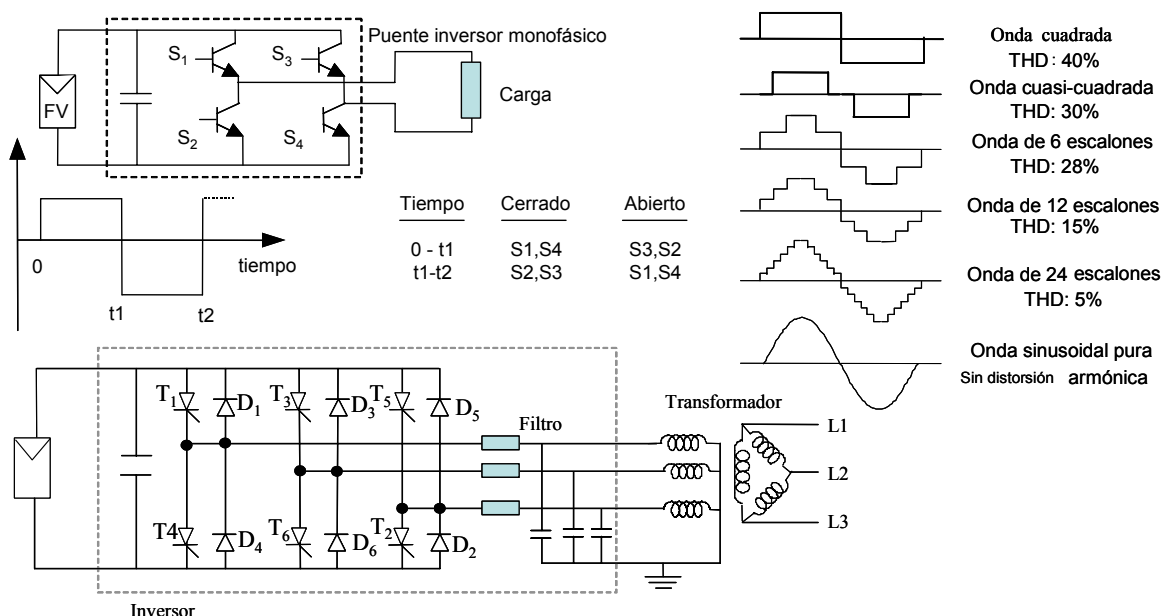 Puente inversor monofásico
S1
S3
FV
Carga
S2
S4
0
t1
t2
tiempo
Tiempo Cerrado Abierto
0 - t1 S1,S4 S3,S2
t1-t2 S2,S3 S1,S4
Onda cuadrada
THD: 40%
Onda cuasi-cuadrada
THD: 30%
Onda de 6 escalones
THD: 28%
Onda de 12 escalones
THD: 15%
Onda de 24 escalones
THD: 5%
Onda sinusoidal pura
Sin distorsión armónica
T1 D1 T3 D3 T5 D5
Filtro
Transformador
L1
L2
L3
T4 D4 T6 D6 T2 D2
Inversor